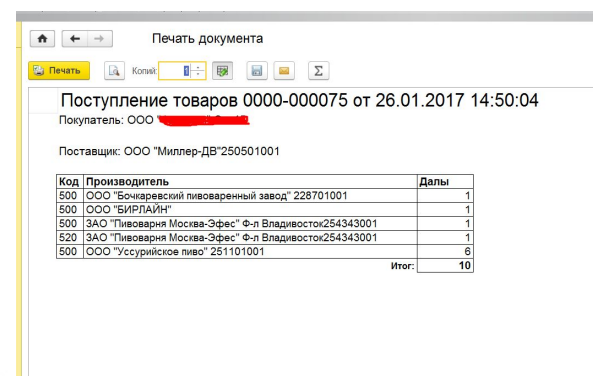 Печать документа
Печать Копий: 1
Поступление товаров 0000-000075 от 26.01.2017 14:50:04
Покупатель: ООО "
Поставщик: ООО "Миллер-ДВ"250501001
Код Производитель Далы
500 ООО "Бочкаревский пивоваренный завод" 228701001 1
500 ООО "БИРЛАЙН" 1
500 ЗАО "Пивоварня Москва-Эфес" Ф-л Владивосток254343001 1
520 ЗАО "Пивоварня Москва-Эфес" Ф-л Владивосток254343001 1
500 ООО "Уссурийское пиво" 251101001 6
Итог: 10